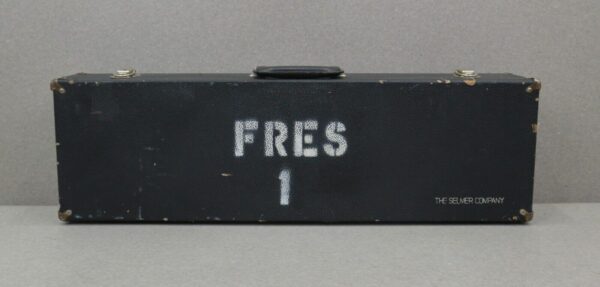 FRES
1
THE SELMER COMPANY